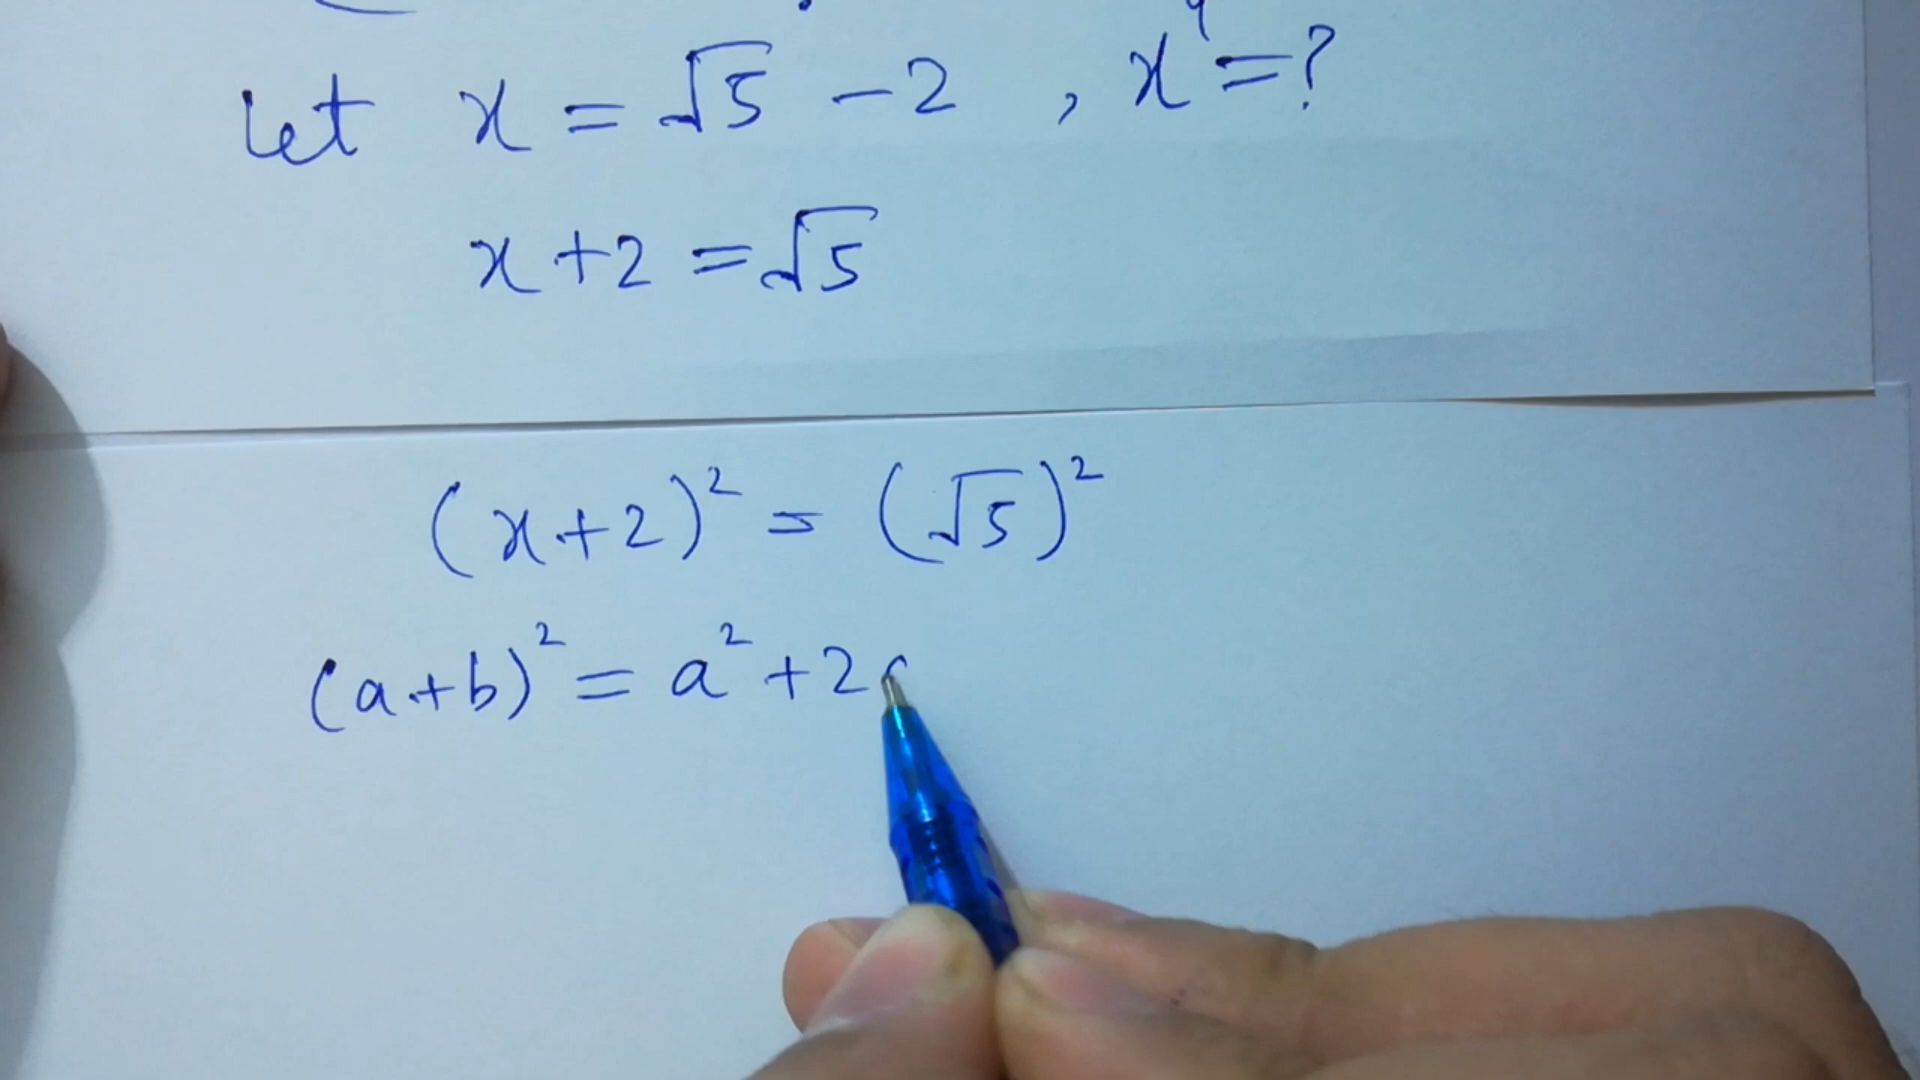 let x = √5 - 2 , x⁴ = ?
x + 2 = √5
(x + 2)² = (√5)²
(a + b)² = a² + 2